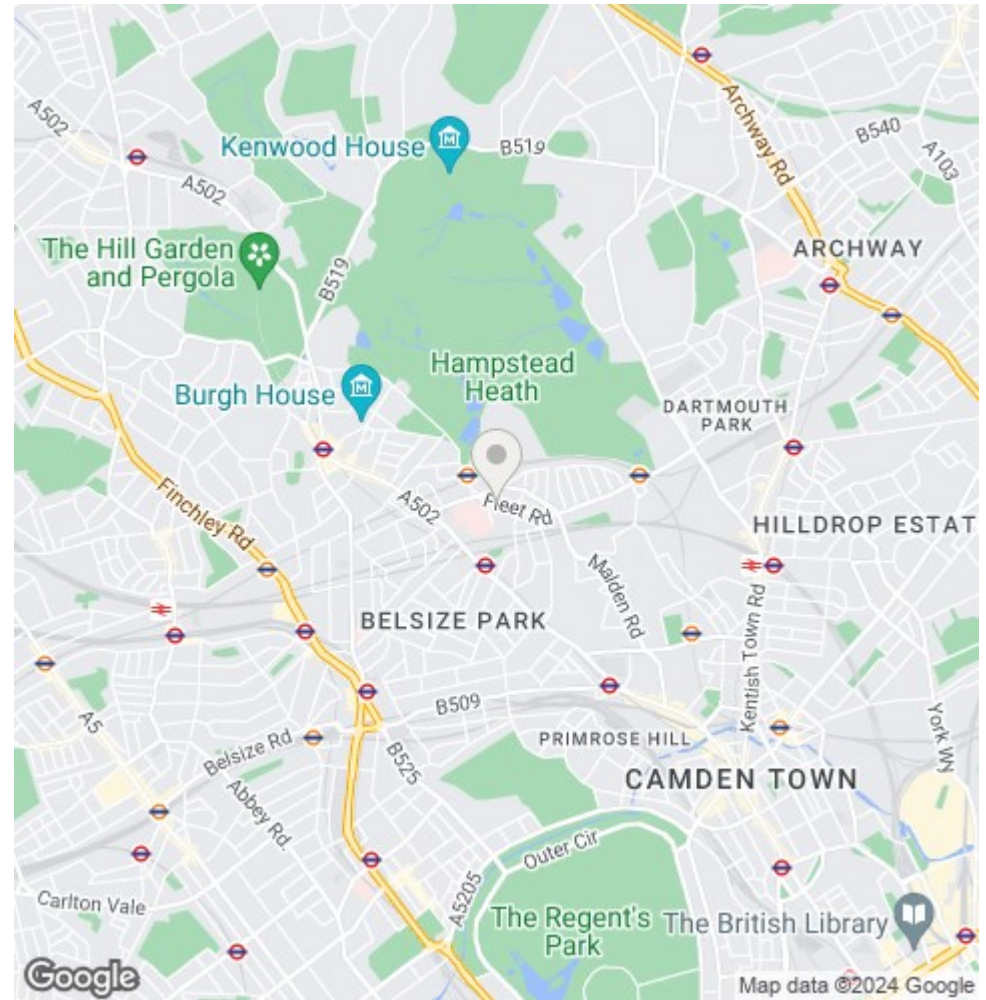 A502
Kenwood House
B519
Archway Rd
B540
A103
A502
The Hill Garden
and Pergola
B519
ARCHWAY
Hampstead
Heath
Burgh House
DARTMOUTH
PARK
Finchley Rd
A502
Fleet Rd
HILLDROP ESTAT
Malden Rd
BELSIZE PARK
Kentish Town Rd
A5
B509
York W
Belsize Rd
B525
PRIMROSE HILL
CAMDEN TOWN
Abbey Rd.
Outer Cir
A5205
Carlton Vale
The Regent's
Park
The British Library
Google
Map data ©2024 Google